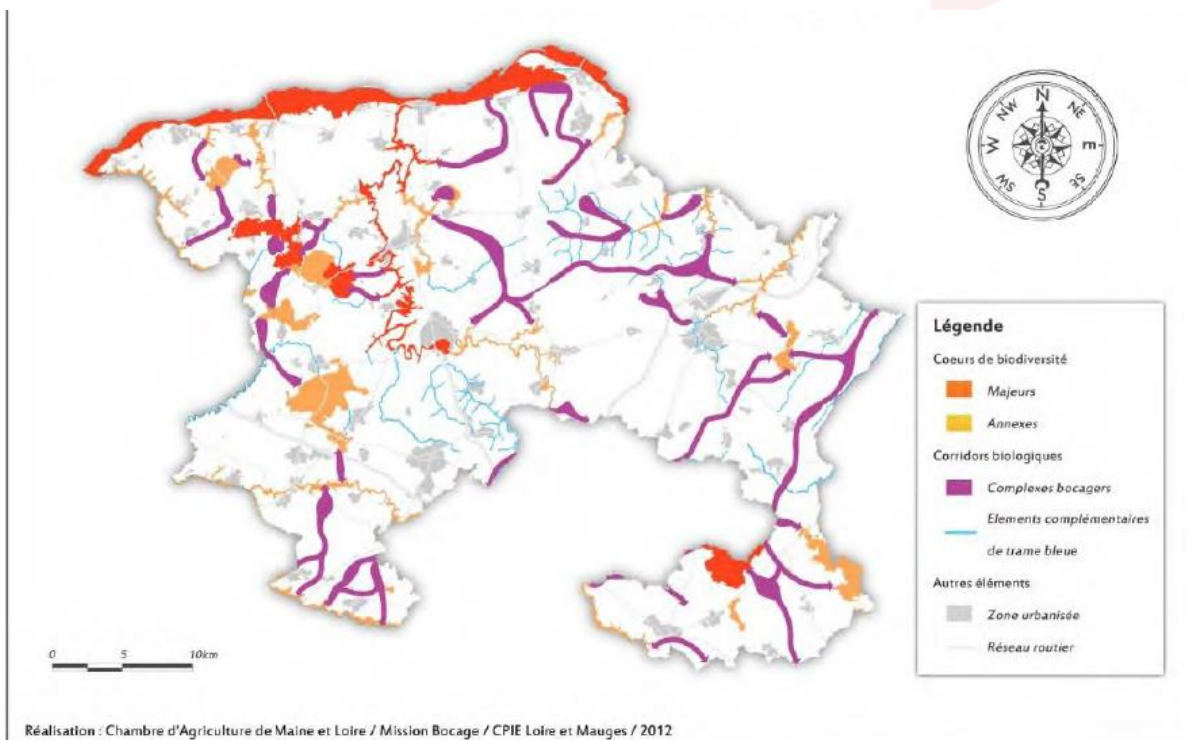 N
NE
E
SE
S
SW
W
NW
Légende
Coeurs de biodiversité
Majeurs
Annexes
Corridors biologiques
Complexes bocagers
Elements complémentaires
de trame bleue
Autres éléments
Zone urbanisée
Réseau routier
0 5 10km
Réalisation : Chambre d'Agriculture de Maine et Loire / Mission Bocage / CPIE Loire et Mauges / 2012